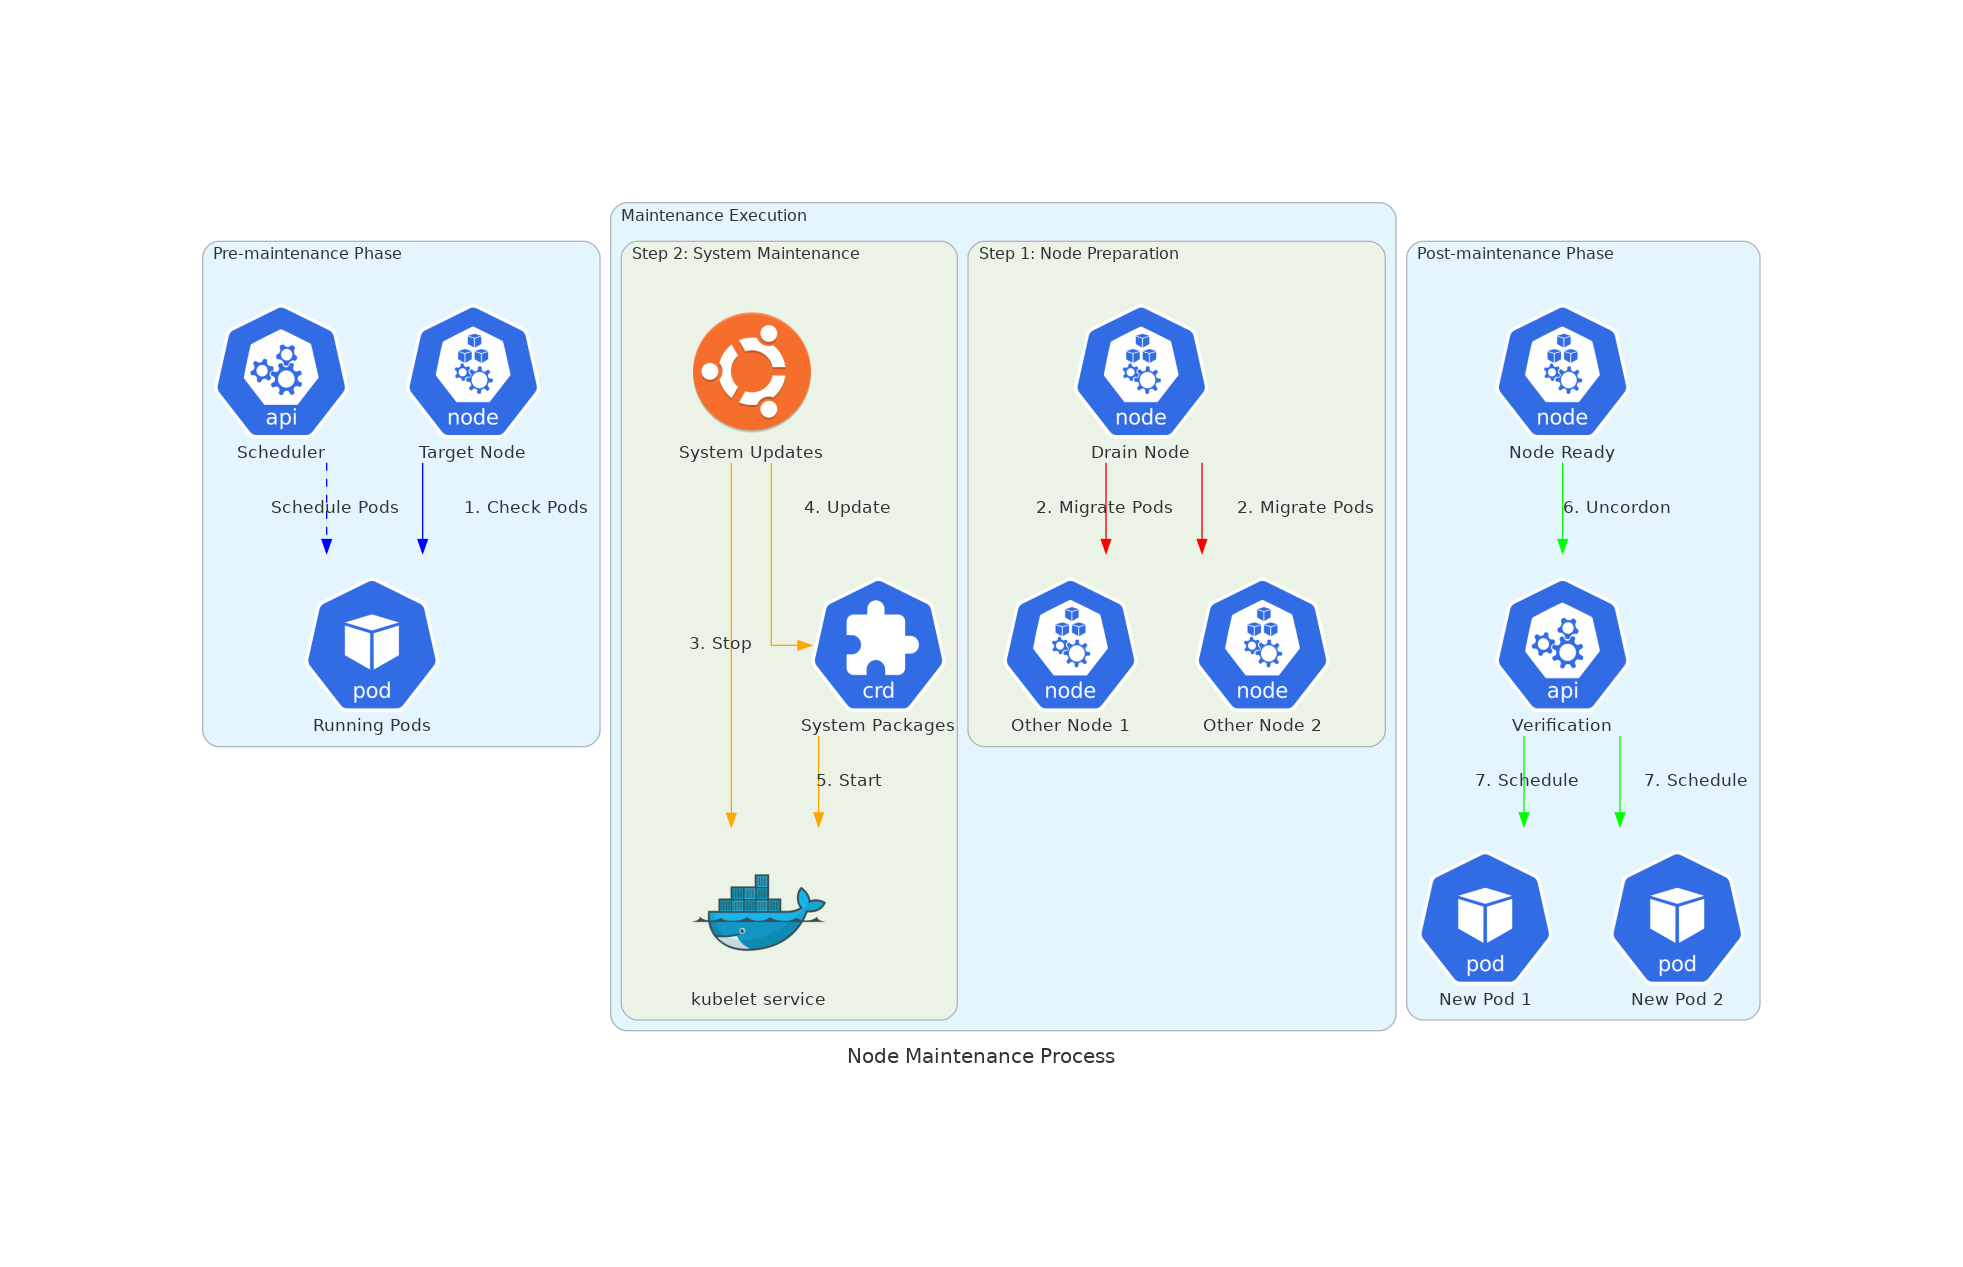 Pre-maintenance Phase
api
Scheduler
node
Target Node
Schedule Pods
1. Check Pods
pod
Running Pods
Maintenance Execution
Step 2: System Maintenance
System Updates
4. Update
3. Stop
crd
System Packages
5. Start
kubelet service
Step 1: Node Preparation
node
Drain Node
2. Migrate Pods
2. Migrate Pods
node
Other Node 1
node
Other Node 2
Post-maintenance Phase
node
Node Ready
6. Uncordon
api
Verification
7. Schedule
7. Schedule
pod
New Pod 1
pod
New Pod 2
Node Maintenance Process